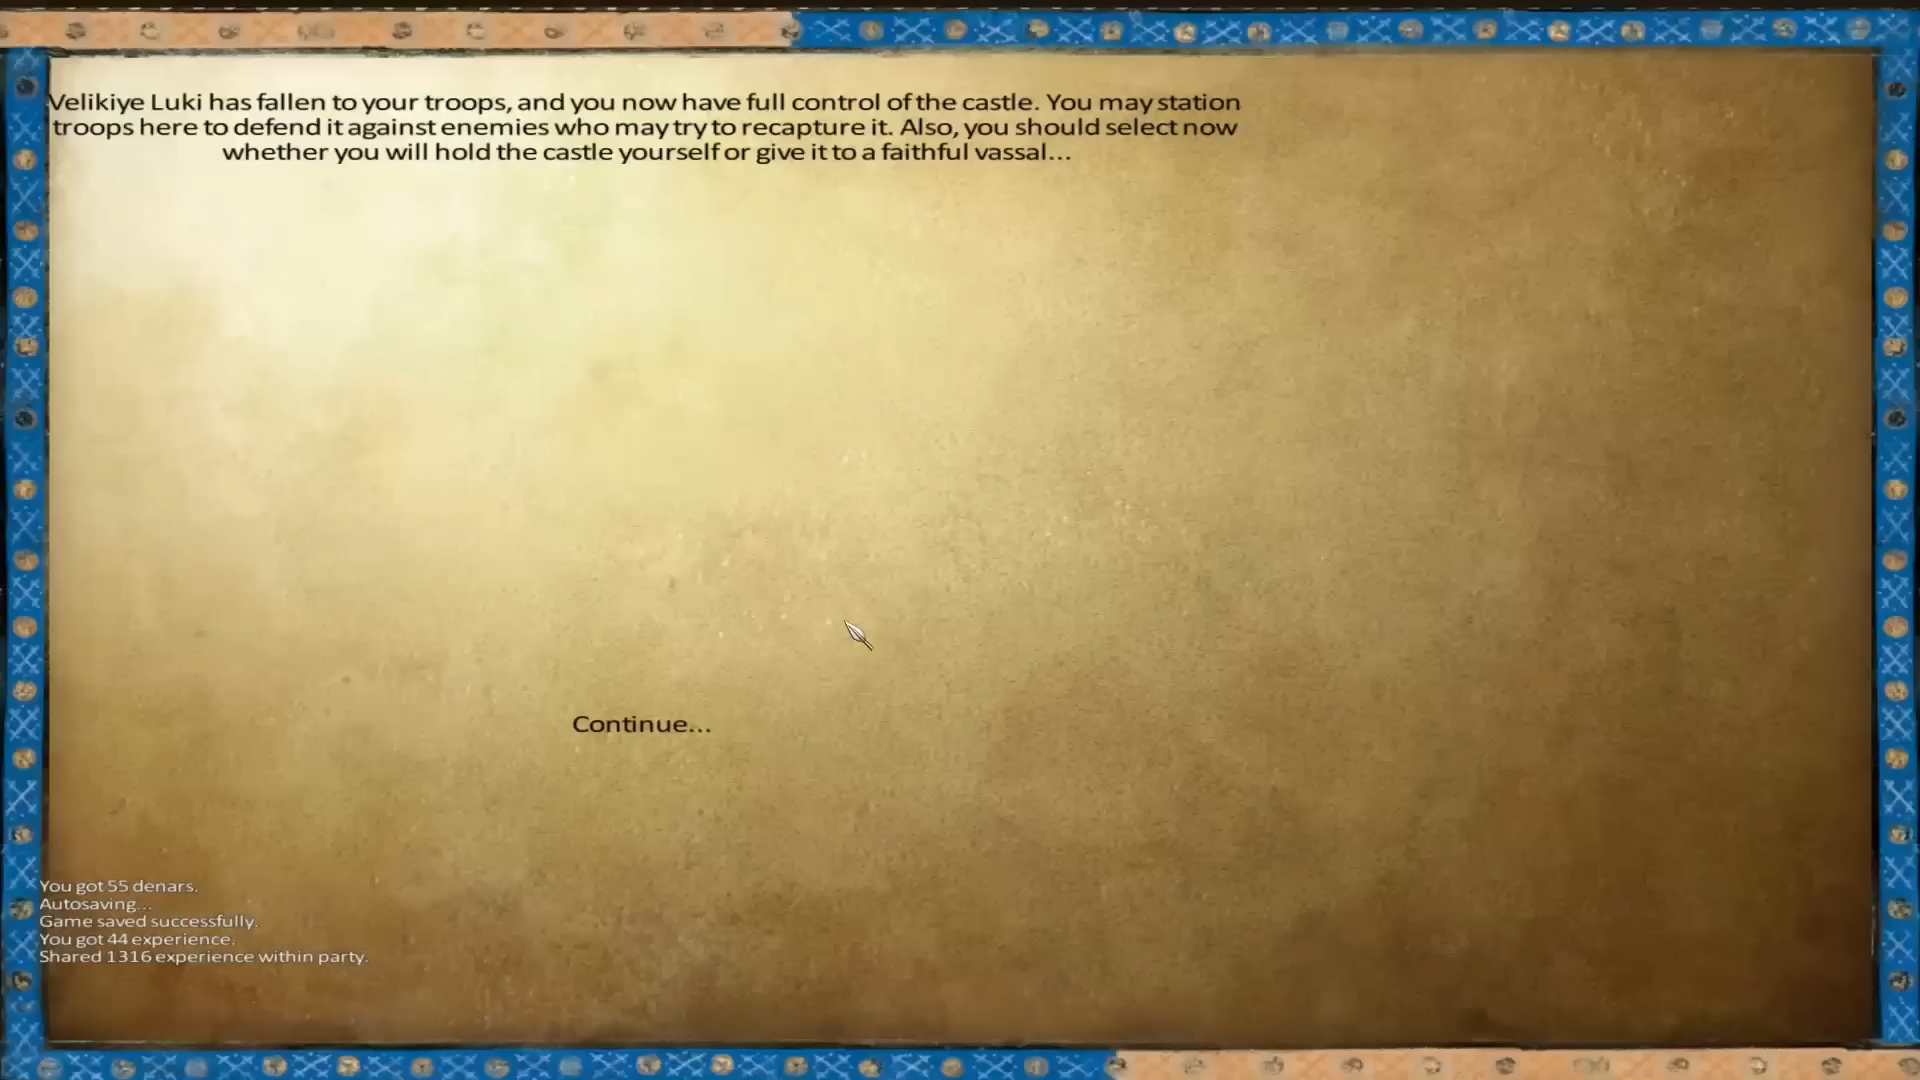 Velikiye Luki has fallen to your troops, and you now have full control of the castle. You may station
troops here to defend it against enemies who may try to recapture it. Also, you should select now
whether you will hold the castle yourself or give it to a faithful vassal...
Continue...
You got 55 denars.
Autosaving...
Game saved successfully.
You got 44 experience.
Shared 1316 experience within party.